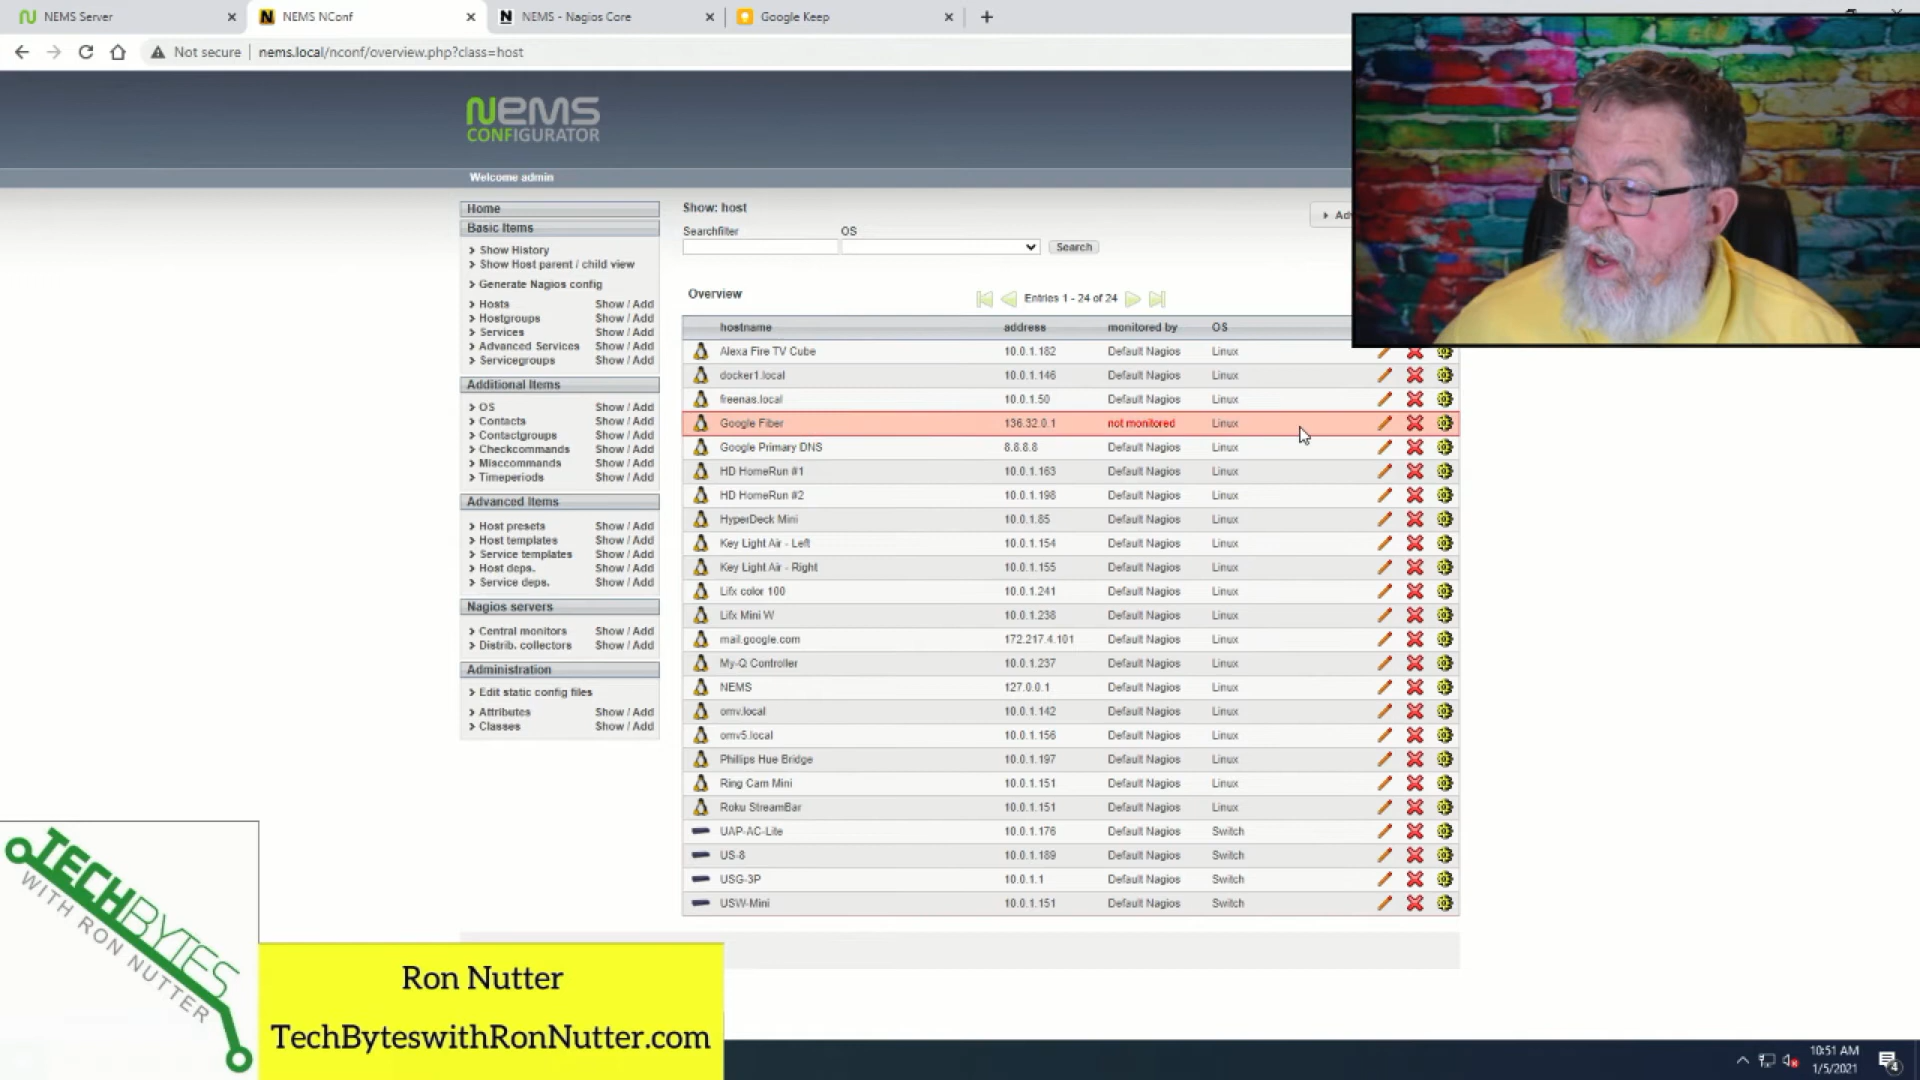 NEMS Server
NEMS NConf
NEMS - Nagios Core
Google Keep
Not secure
nems.local/nconf/overview.php?class=host
NEMS
CONFIGURATOR
Welcome admin
Home
Basic Items
Show History
Show Host parent / child view
Generate Nagios config
Hosts Show / Add
Hostgroups Show / Add
Services Show / Add
Advanced Services Show / Add
Servicegroups Show / Add
Additional Items
OS Show / Add
Contacts Show / Add
Contactgroups Show / Add
Checkcommands Show / Add
Misccommands Show / Add
Timeperiods Show / Add
Advanced Items
Host presets Show / Add
Host templates Show / Add
Service templates Show / Add
Host deps. Show / Add
Service deps. Show / Add
Nagios servers
Central monitors Show / Add
Distrib. collectors Show / Add
Administration
Edit static config files
Attributes Show / Add
Classes Show / Add
Show: host
Searchfilter OS
Search
Overview
Entries 1 - 24 of 24
hostname address monitored by OS
Alexa Fire TV Cube 10.0.1.182 Default Nagios Linux
docker1.local 10.0.1.146 Default Nagios Linux
freenas.local 10.0.1.50 Default Nagios Linux
Google Fiber 136.32.0.1 not monitored Linux
Google Primary DNS 8.8.8.8 Default Nagios Linux
HD HomeRun #1 10.0.1.163 Default Nagios Linux
HD HomeRun #2 10.0.1.198 Default Nagios Linux
HyperDeck Mini 10.0.1.85 Default Nagios Linux
Key Light Air - Left 10.0.1.154 Default Nagios Linux
Key Light Air - Right 10.0.1.155 Default Nagios Linux
Lifx color 100 10.0.1.241 Default Nagios Linux
Lifx Mini W 10.0.1.238 Default Nagios Linux
mail.google.com 172.217.4.101 Default Nagios Linux
My-Q Controller 10.0.1.237 Default Nagios Linux
NEMS 127.0.0.1 Default Nagios Linux
omv.local 10.0.1.142 Default Nagios Linux
omv5.local 10.0.1.156 Default Nagios Linux
Phillips Hue Bridge 10.0.1.197 Default Nagios Linux
Ring Cam Mini 10.0.1.151 Default Nagios Linux
Roku StreamBar 10.0.1.151 Default Nagios Linux
UAP-AC-Lite 10.0.1.176 Default Nagios Switch
US-8 10.0.1.189 Default Nagios Switch
USG-3P 10.0.1.1 Default Nagios Switch
USW-Mini 10.0.1.151 Default Nagios Switch
TECHBYTES
WITH RON NUTTER
Ron Nutter
TechByteswithRonNutter.com
10:51 AM
1/5/2021
4